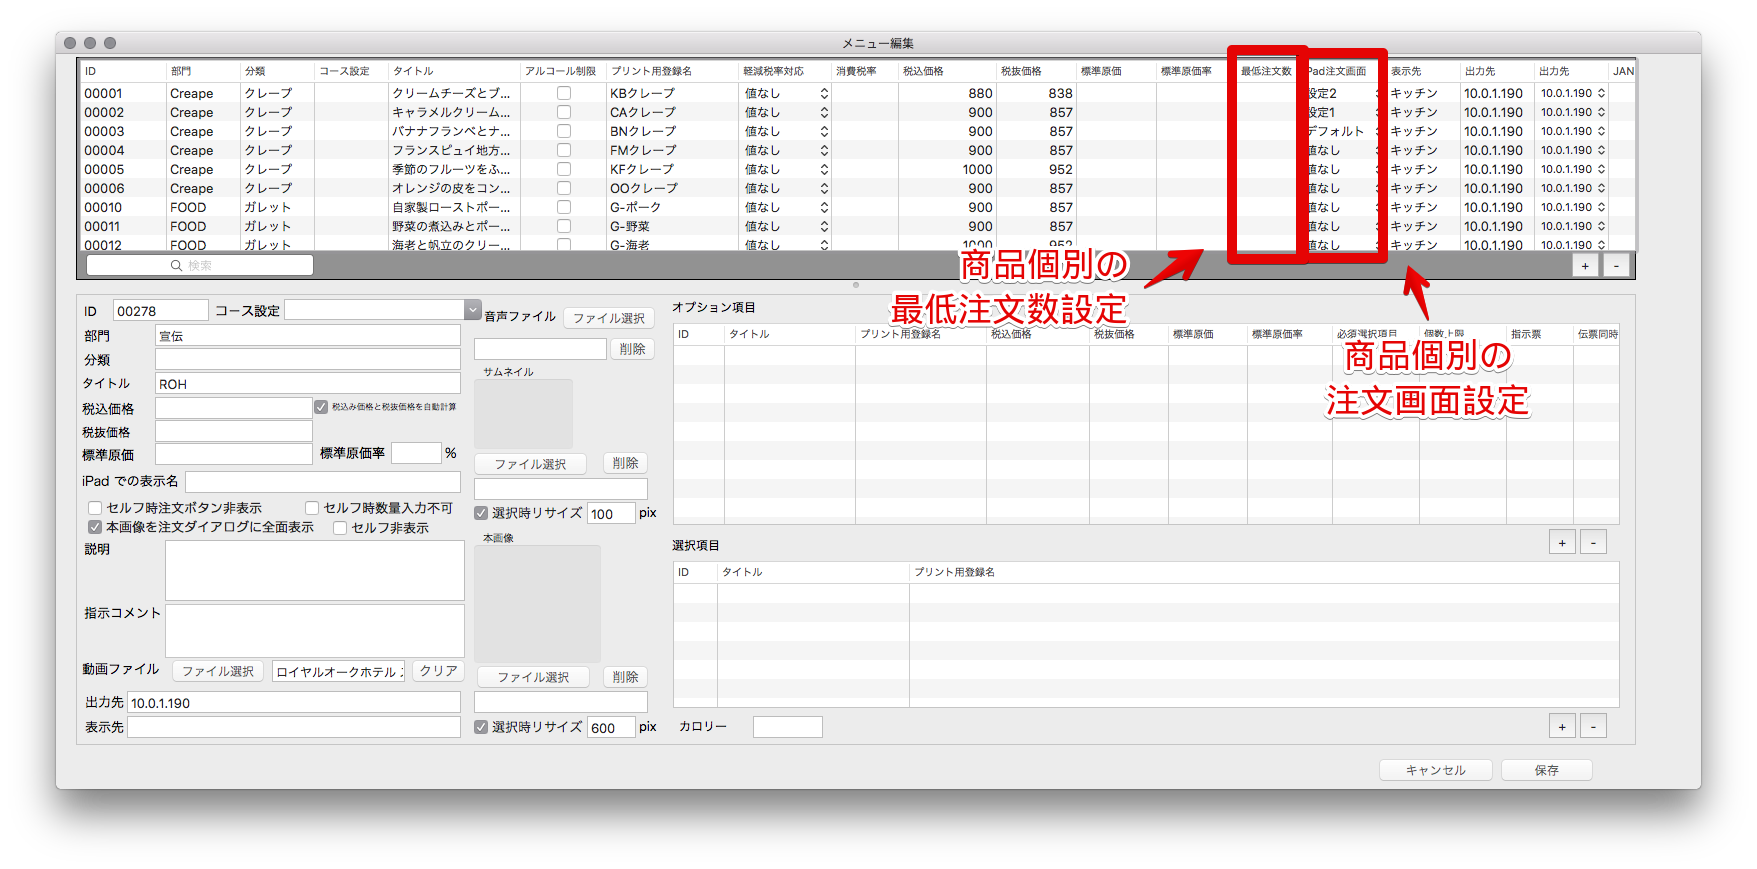 メニュー編集
ID 部門 分類 コース設定 タイトル アルコール制限 プリント用登録名 軽減税率対応 消費税率 税込価格 税抜価格 標準原価 標準原価率 最低注文数 Pad注文画面 表示先 出力先 出力先 JAN
00001 Creape クレープ クリームチーズとブ... KBクレープ 値なし 880 838 設定2 キッチン 10.0.1.190 10.0.1.190
00002 Creape クレープ キャラメルクリーム... CAクレープ 値なし 900 857 設定1 キッチン 10.0.1.190 10.0.1.190
00003 Creape クレープ バナナフランベとナ... BNクレープ 値なし 900 857 デフォルト キッチン 10.0.1.190 10.0.1.190
00004 Creape クレープ フランスピュイ地方... FMクレープ 値なし 900 857 値なし キッチン 10.0.1.190 10.0.1.190
00005 Creape クレープ 季節のフルーツをふ... KFクレープ 値なし 1000 952 値なし キッチン 10.0.1.190 10.0.1.190
00006 Creape クレープ オレンジの皮をコン... OOクレープ 値なし 900 857 値なし キッチン 10.0.1.190 10.0.1.190
00010 FOOD ガレット 自家製ローストポー... G-ポーク 値なし 900 857 値なし キッチン 10.0.1.190 10.0.1.190
00011 FOOD ガレット 野菜の煮込みとポー... G-野菜 値なし 900 857 値なし キッチン 10.0.1.190 10.0.1.190
00012 FOOD ガレット 海老と帆立のクリー... G-海老 値なし 1000 952 値なし キッチン 10.0.1.190 10.0.1.190
検索
+ -
商品個別の
最低注文数設定
商品個別の
注文画面設定
ID 00278 コース設定
部門 宣伝
分類
タイトル ROH
税込価格 税込み価格と税抜価格を自動計算
税抜価格
標準原価 標準原価率 %
iPad での表示名
セルフ時注文ボタン非表示 セルフ時数量入力不可
本画像を注文ダイアログに全面表示 セルフ非表示
説明
指示コメント
動画ファイル ファイル選択 ロイヤルオークホテル クリア
出力先 10.0.1.190
表示先
音声ファイル ファイル選択
削除
サムネイル
ファイル選択 削除
選択時リサイズ 100 pix
本画像
ファイル選択 削除
選択時リサイズ 600 pix
オプション項目
ID タイトル プリント用登録名 税込価格 税抜価格 標準原価 標準原価率 必須選択項目 個数上限 指示票 伝票同時
+ -
選択項目
ID タイトル プリント用登録名
カロリー
+ -
キャンセル 保存